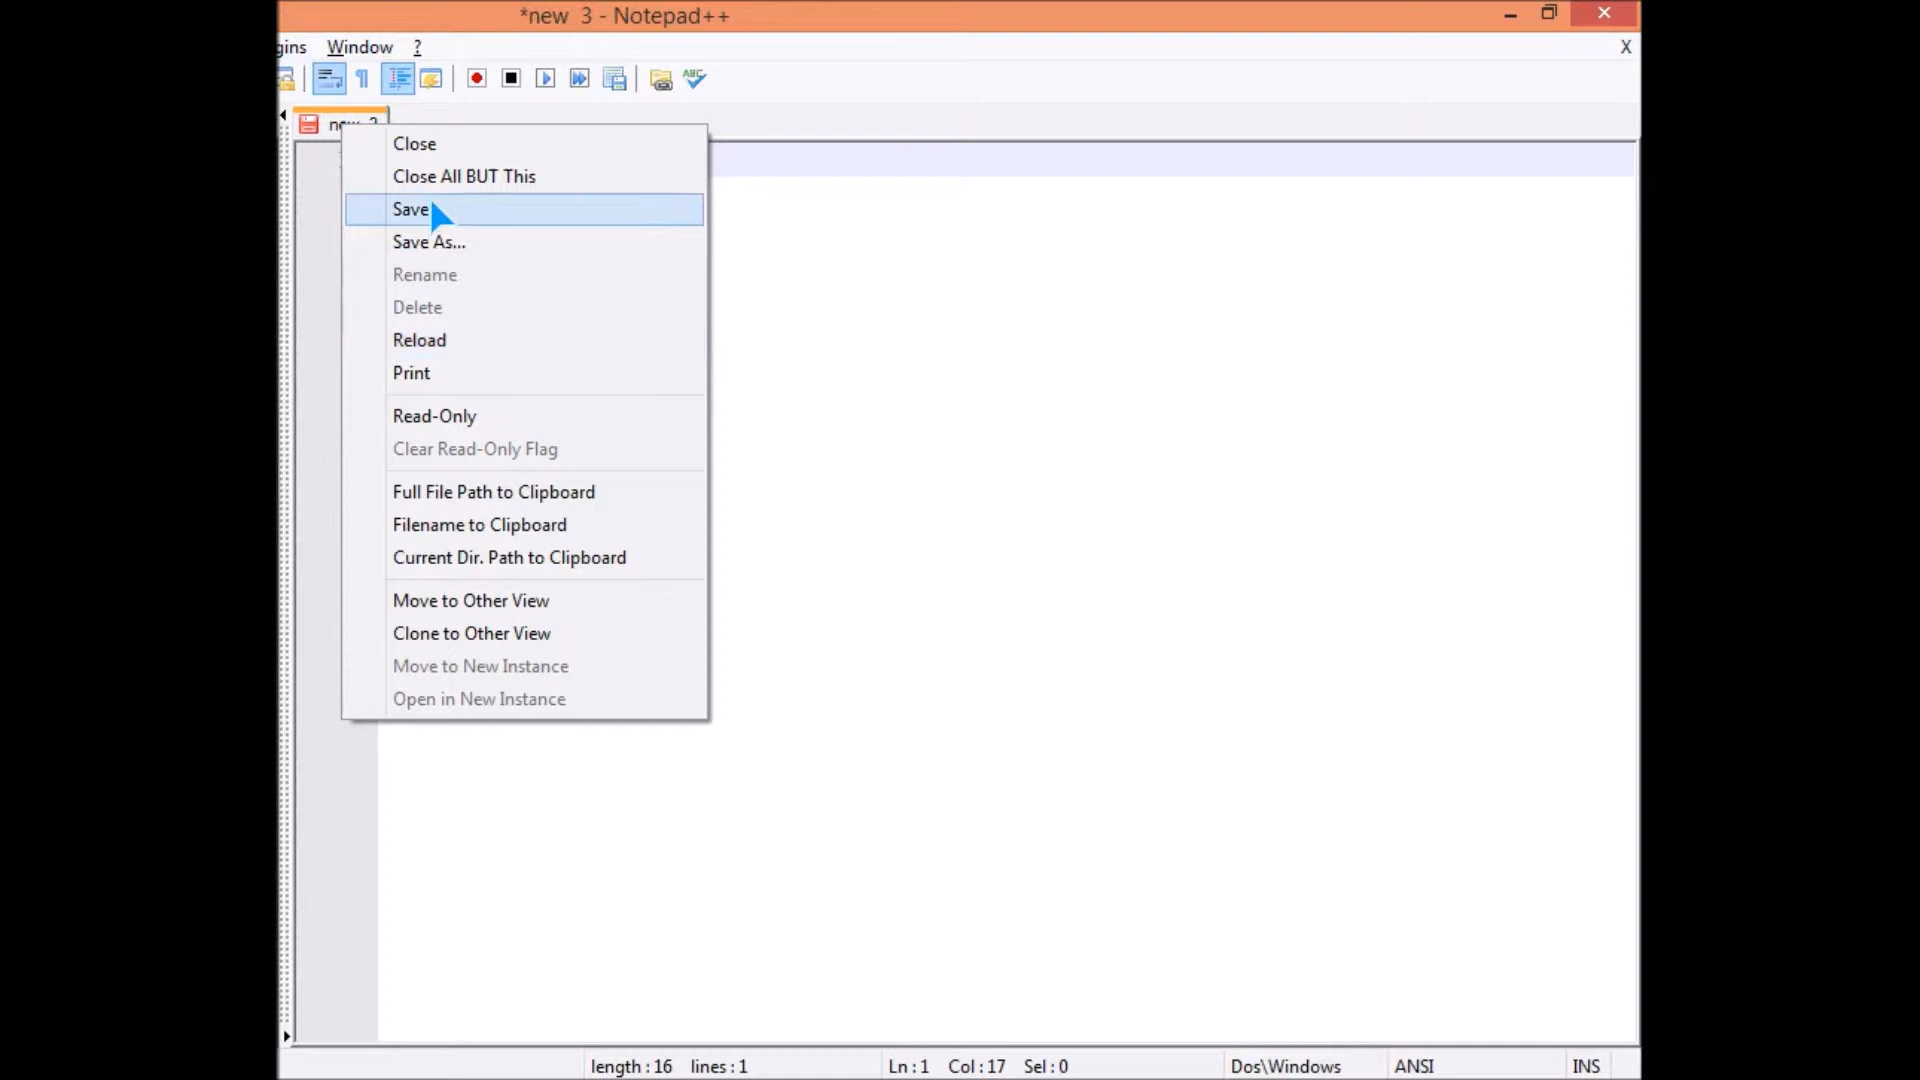 *new 3 - Notepad++
gins Window ?
X
ABC
new 3
Close
Close All BUT This
Save
Save As...
Rename
Delete
Reload
Print
Read-Only
Clear Read-Only Flag
Full File Path to Clipboard
Filename to Clipboard
Current Dir. Path to Clipboard
Move to Other View
Clone to Other View
Move to New Instance
Open in New Instance
length : 16 lines : 1 Ln : 1 Col : 17 Sel : 0 Dos\Windows ANSI INS